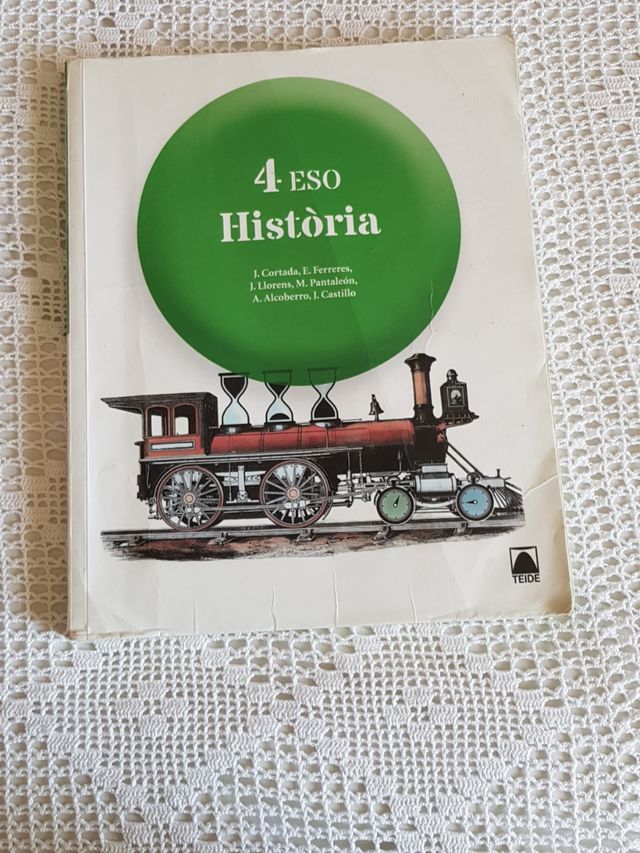 4 ESO
Història
J. Cortada, E. Ferreres,
J. Llorens, M. Pantaleón,
A. Alcoberro, J. Castillo
TEIDE